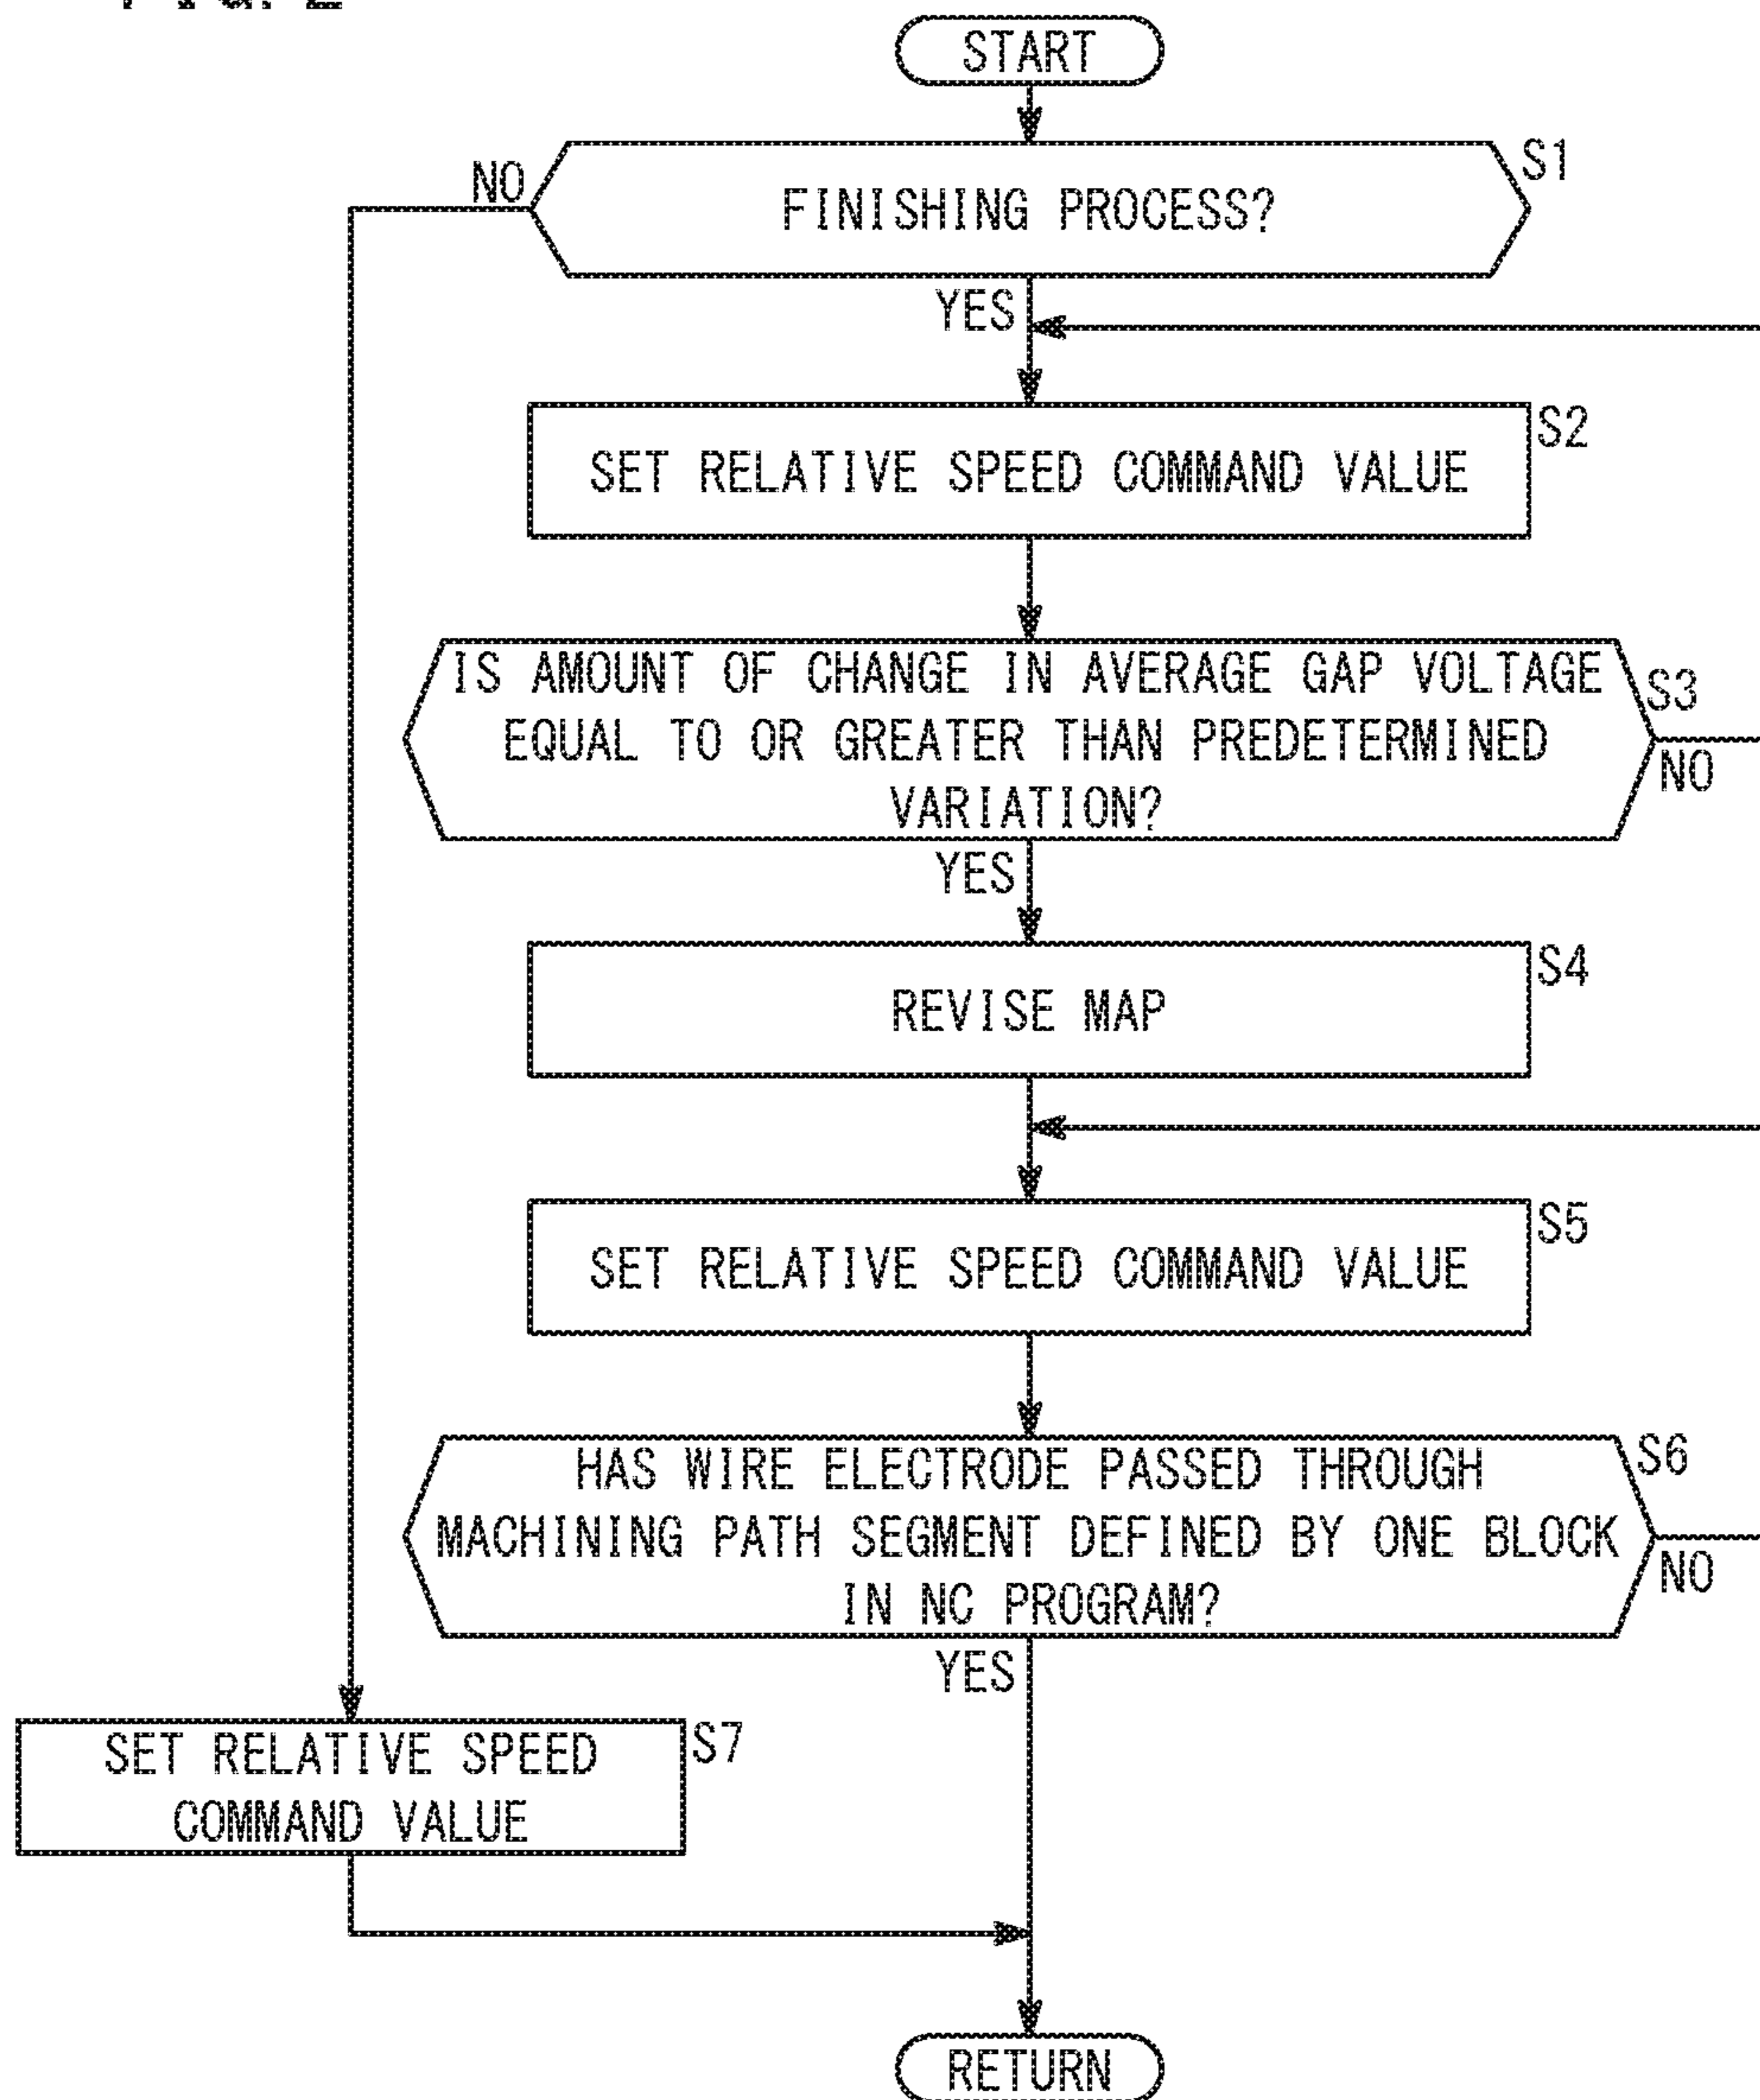 FIG. 2
START
S1
NO
FINISHING PROCESS?
YES
S2
SET RELATIVE SPEED COMMAND VALUE
IS AMOUNT OF CHANGE IN AVERAGE GAP VOLTAGE
S3
EQUAL TO OR GREATER THAN PREDETERMINED
NO
VARIATION?
YES
S4
REVISE MAP
S5
SET RELATIVE SPEED COMMAND VALUE
HAS WIRE ELECTRODE PASSED THROUGH
S6
MACHINING PATH SEGMENT DEFINED BY ONE BLOCK
NO
IN NC PROGRAM?
YES
SET RELATIVE SPEED
S7
COMMAND VALUE
RETURN